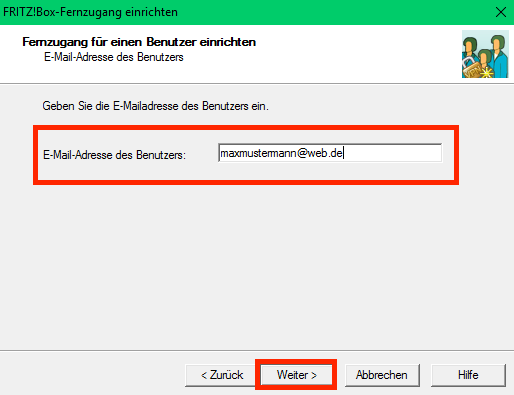 FRITZ!Box-Fernzugang einrichten
Fernzugang für einen Benutzer einrichten
E-Mail-Adresse des Benutzers
Geben Sie die E-Mailadresse des Benutzers ein.
E-Mail-Adresse des Benutzers: maxmustermann@web.de
< Zurück Weiter > Abbrechen Hilfe